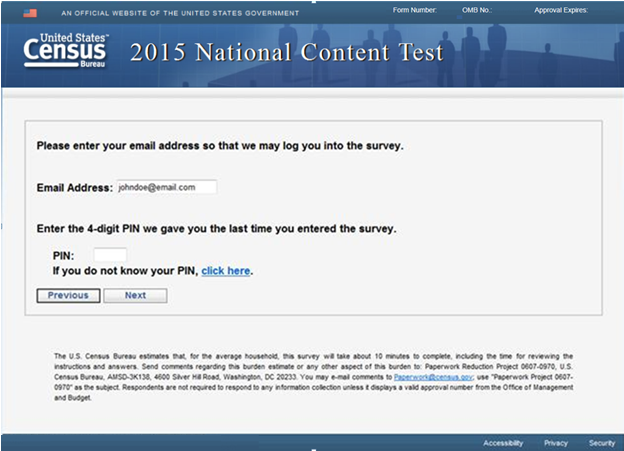 AN OFFICIAL WEBSITE OF THE UNITED STATES GOVERNMENT
Form Number: OMB No.: Approval Expires:
United States™
Census
Bureau
2015 National Content Test
Please enter your email address so that we may log you into the survey.
Email Address: johndoe@email.com
Enter the 4-digit PIN we gave you the last time you entered the survey.
PIN:
If you do not know your PIN, click here.
Previous Next
The U.S. Census Bureau estimates that, for the average household, this survey will take about 10 minutes to complete, including the time for reviewing the
instructions and answers. Send comments regarding this burden estimate or any other aspect of this burden to: Paperwork Reduction Project 0607-0970, U.S.
Census Bureau, AMSD-3K138, 4600 Silver Hill Road, Washington, DC 20233. You may e-mail comments to Paperwork@census.gov; use "Paperwork Project 0607-
0970" as the subject. Respondents are not required to respond to any information collection unless it displays a valid approval number from the Office of Management
and Budget.
Accessibility Privacy Security